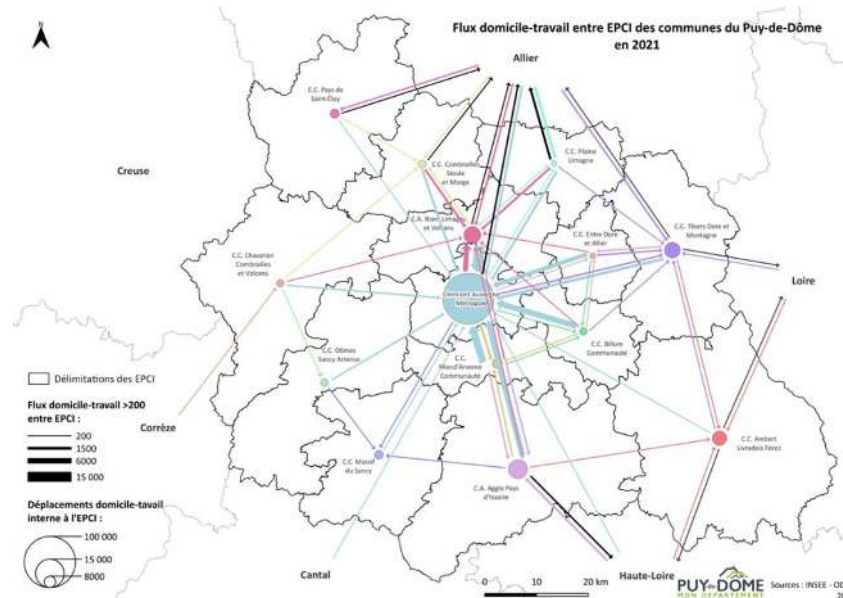 N
Flux domicile-travail entre EPCI des communes du Puy-de-Dôme
en 2021
Allier
C.C. Pays de
Saint-Éloy
C.C. Combrailles
Sioule
et Morge
C.C. Plaine
Limagne
Creuse
C.A. Riom Limagne
et Volcans
C.C. Entre Dore
et Allier
C.C. Thiers Dore et
Montagne
C.C. Chavanon
Combrailles
et Volcans
Loire
Clermont Auvergne
Métropole
C.C. Billom
Communauté
C.C. Dômes
Sancy Artense
C.C.
Mond'Arverne
Communauté
Délimitations des EPCI
Flux domicile-travail >200
entre EPCI :
200
1500
6000
15 000
Corrèze
C.C. Ambert
Livradois Forez
C.C. Massif
du Sancy
C.A. Agglo Pays
d'Issoire
Déplacements domicile-tavail
interne à l'EPCI :
100 000
15 000
8000
Cantal
Haute-Loire
0 10 20 km
PUY-DE-DÔME
MON DÉPARTEMENT
Sources : INSEE - OD